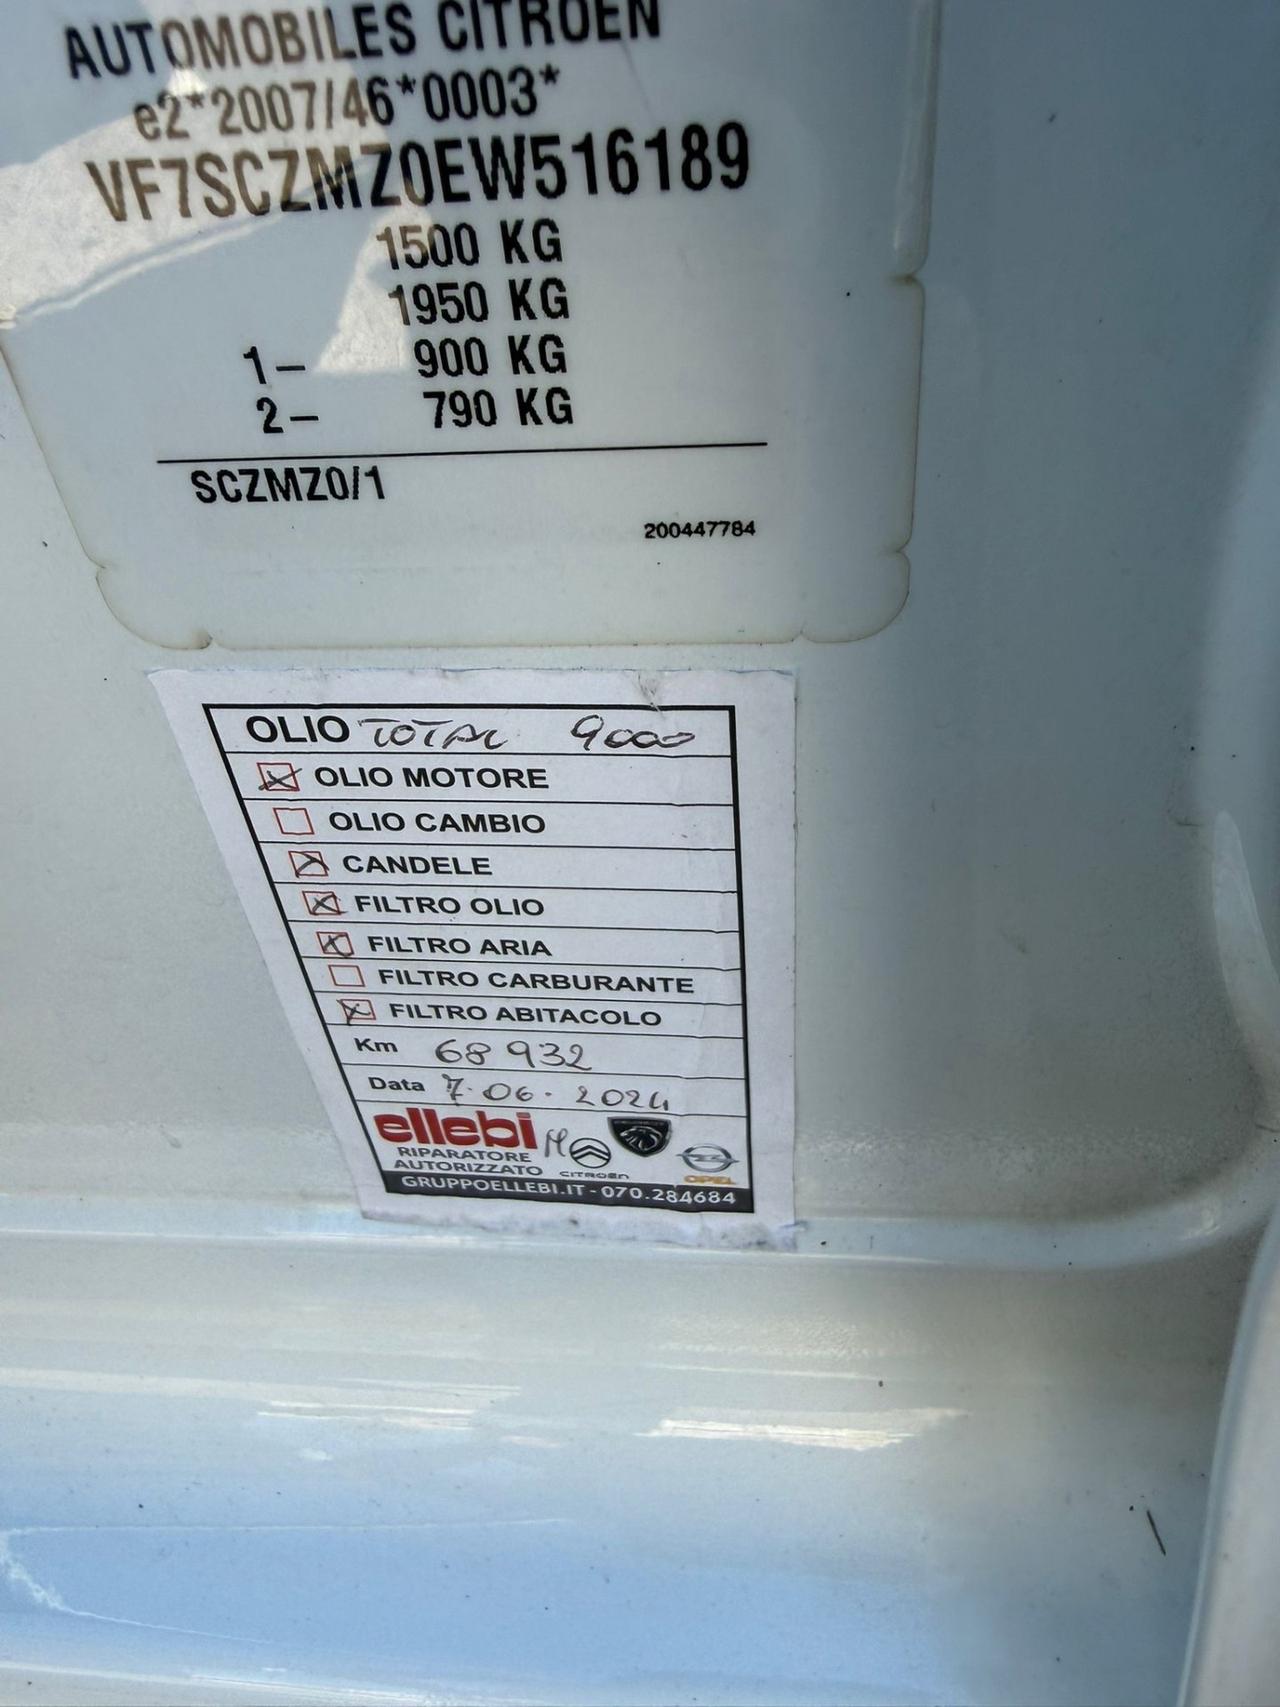 AUTOMOBILES CITROEN
e2*2007/46*0003*
VF7SCZMZ0EW516189
1500 KG
1950 KG
1– 900 KG
2– 790 KG
SCZMZ0/1
200447784
OLIO TOTAL 9000
OLIO MOTORE
OLIO CAMBIO
CANDELE
FILTRO OLIO
FILTRO ARIA
FILTRO CARBURANTE
FILTRO ABITACOLO
Km 68932
Data 7.06.2024
ellebi
RIPARATORE
AUTORIZZATO
CITROËN
OPEL
GRUPPOELLEBI.IT - 070.284684